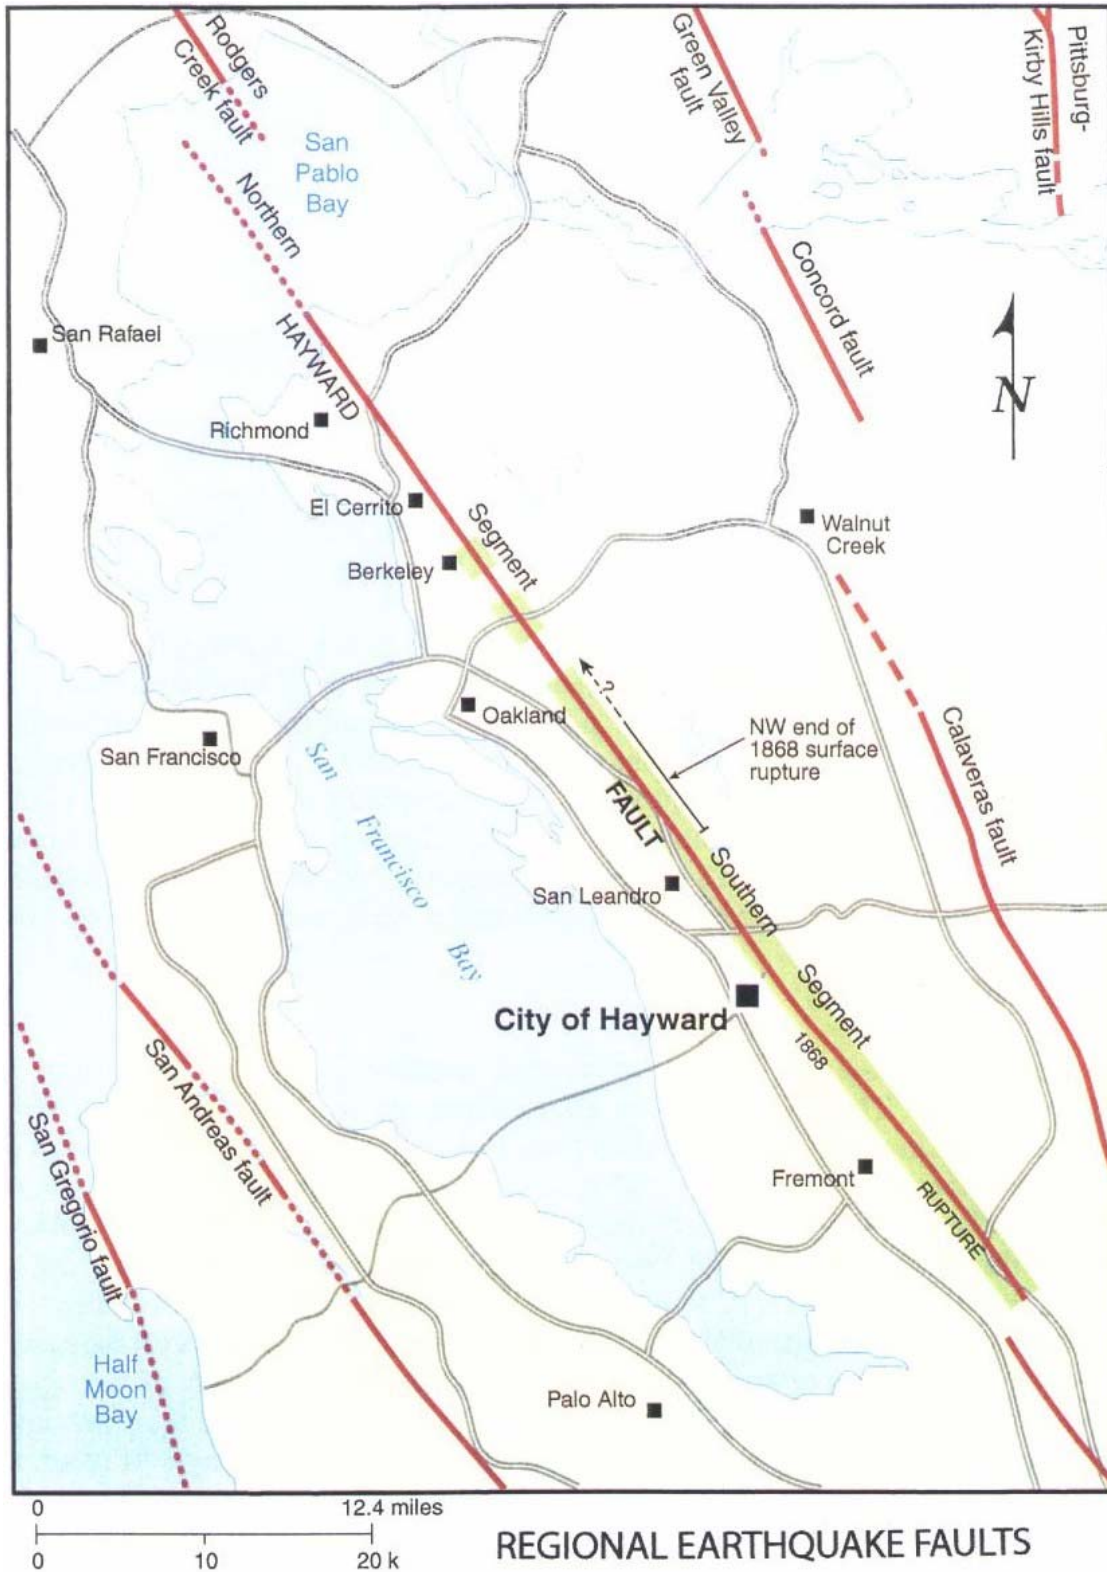 Rodgers
Creek fault
Green Valley
fault
Pittsburg-
Kirby Hills fault
San
Pablo
Bay
Northern
Concord fault
San Rafael
HAYWARD
N
Richmond
El Cerrito
Segment
Walnut
Creek
Berkeley
?
Oakland
NW end of
1868 surface
rupture
San Francisco
San
Francisco
Bay
FAULT
Calaveras fault
San Leandro
Southern
Segment
City of Hayward
1868
San Andreas fault
San Gregorio fault
Fremont
RUPTURE
Half
Moon
Bay
Palo Alto
0 12.4 miles
0 10 20 k
REGIONAL EARTHQUAKE FAULTS